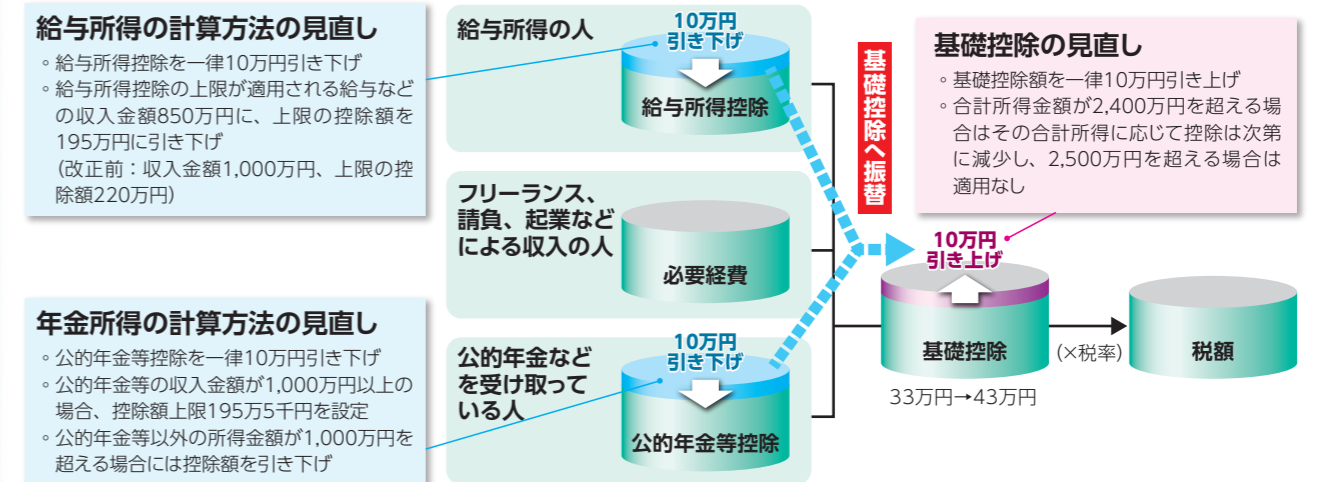 給与所得の計算方法の見直し
◦給与所得控除を一律10万円引き下げ
◦給与所得控除の上限が適用される給与など
の収入金額850万円に、上限の控除額を
195万円に引き下げ
(改正前：収入金額1,000万円、上限の控
除額220万円)
年金所得の計算方法の見直し
◦公的年金等控除を一律10万円引き下げ
◦公的年金等の収入金額が1,000万円以上の
場合、控除額上限195万5千円を設定
◦公的年金等以外の所得金額が1,000万円を
超える場合には控除額を引き下げ
給与所得の人
10万円
引き下げ
給与所得控除
フリーランス、
請負、起業など
による収入の人
必要経費
公的年金など
を受け取って
いる人
10万円
引き下げ
公的年金等控除
基礎控除へ振替
基礎控除の見直し
◦基礎控除額を一律10万円引き上げ
◦合計所得金額が2,400万円を超える場
合はその合計所得に応じて控除は次第
に減少し、2,500万円を超える場合は
適用なし
10万円
引き上げ
基礎控除
33万円→43万円
(×税率)
税額